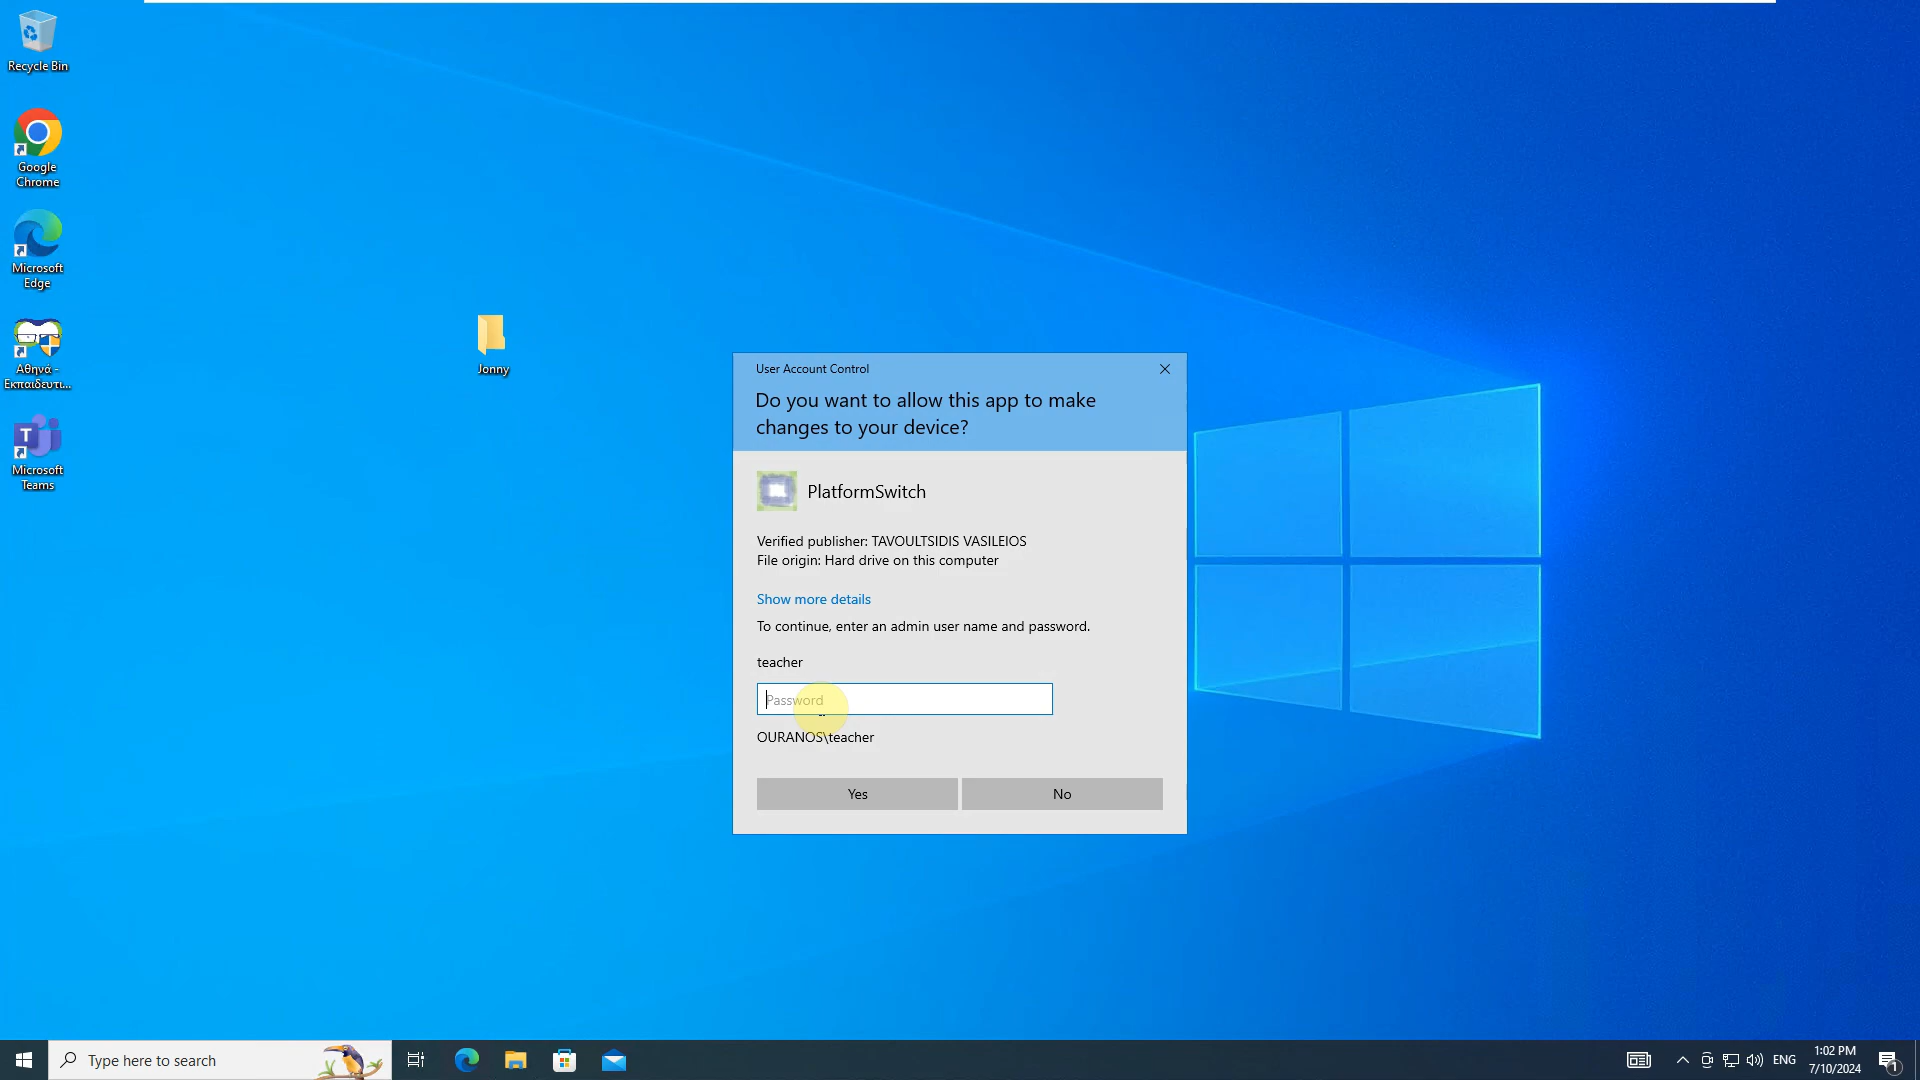 Recycle Bin
Google
Chrome
Microsoft
Edge
Αθηνά -
Εκπαιδευτι...
T
Microsoft
Teams
Jonny
User Account Control
Do you want to allow this app to make
changes to your device?
PlatformSwitch
Verified publisher: TAVOULTSIDIS VASILEIOS
File origin: Hard drive on this computer
Show more details
To continue, enter an admin user name and password.
teacher
Password
OURANOS\teacher
Yes
No
Type here to search
ENG
1:02 PM
7/10/2024
1